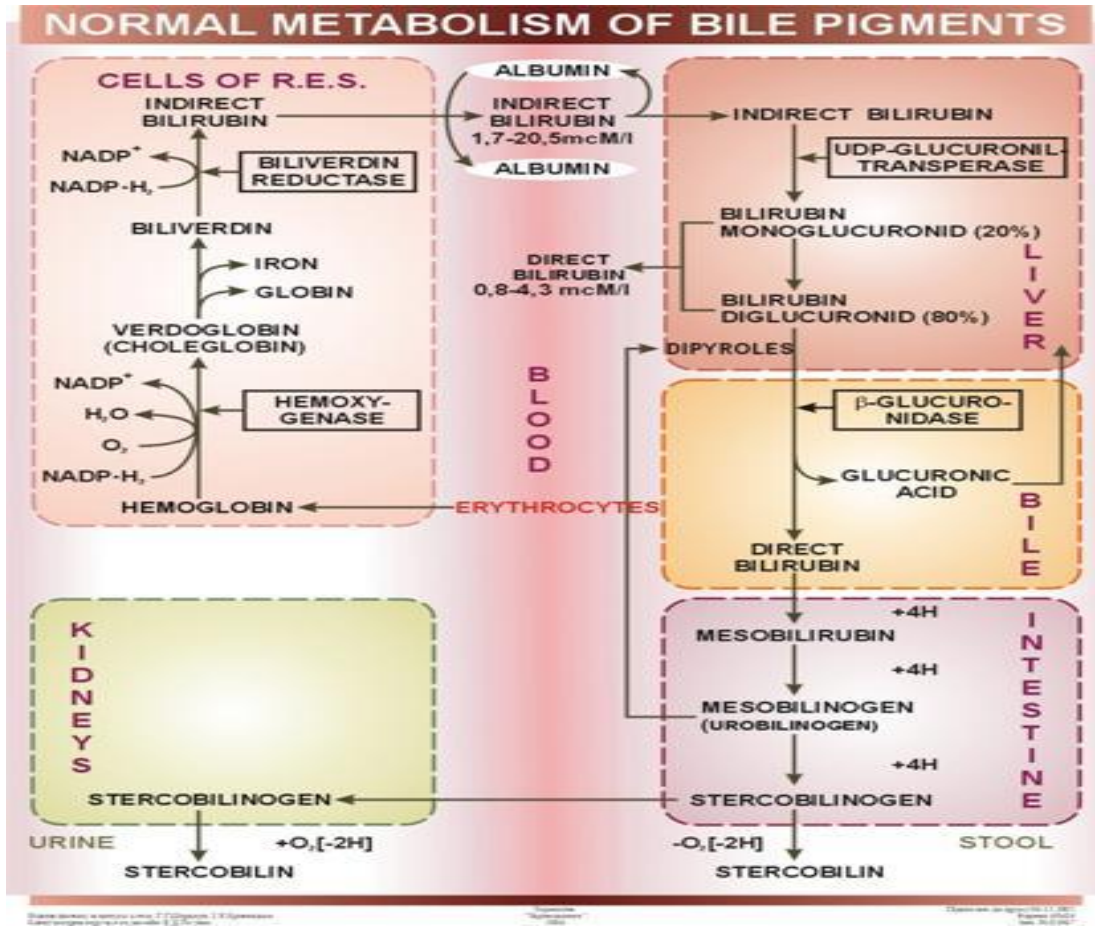 NORMAL METABOLISM OF BILE PIGMENTS
CELLS OF R.E.S.
INDIRECT
BILIRUBIN
NADP⁺
NADP-H₂
BILIVERDIN
REDUCTASE
BILIVERDIN
IRON
GLOBIN
VERDOGLOBIN
(CHOLEGLOBIN)
NADP⁺
H₂O
O₂
NADP-H₂
HEMOXY-
GENASE
HEMOGLOBIN
ALBUMIN
INDIRECT
BILIRUBIN
1,7-20,5mcM/l
ALBUMIN
DIRECT
BILIRUBIN
0,8-4,3 mcM/l
BLOOD
ERYTHROCYTES
INDIRECT BILIRUBIN
UDP-GLUCURONIL-
TRANSPERASE
BILIRUBIN
MONOGLUCURONID (20%)
BILIRUBIN
DIGLUCURONID (80%)
DIPYROLES
LIVER
β-GLUCURO-
NIDASE
GLUCURONIC
ACID
DIRECT
BILIRUBIN
BILE
+4H
MESOBILIRUBIN
+4H
MESOBILINOGEN
(UROBILINOGEN)
+4H
STERCOBILINOGEN
INTESTINE
-O₂[-2H]
STOOL
STERCOBILIN
KIDNEYS
STERCOBILINOGEN
URINE
+O₂[-2H]
STERCOBILIN